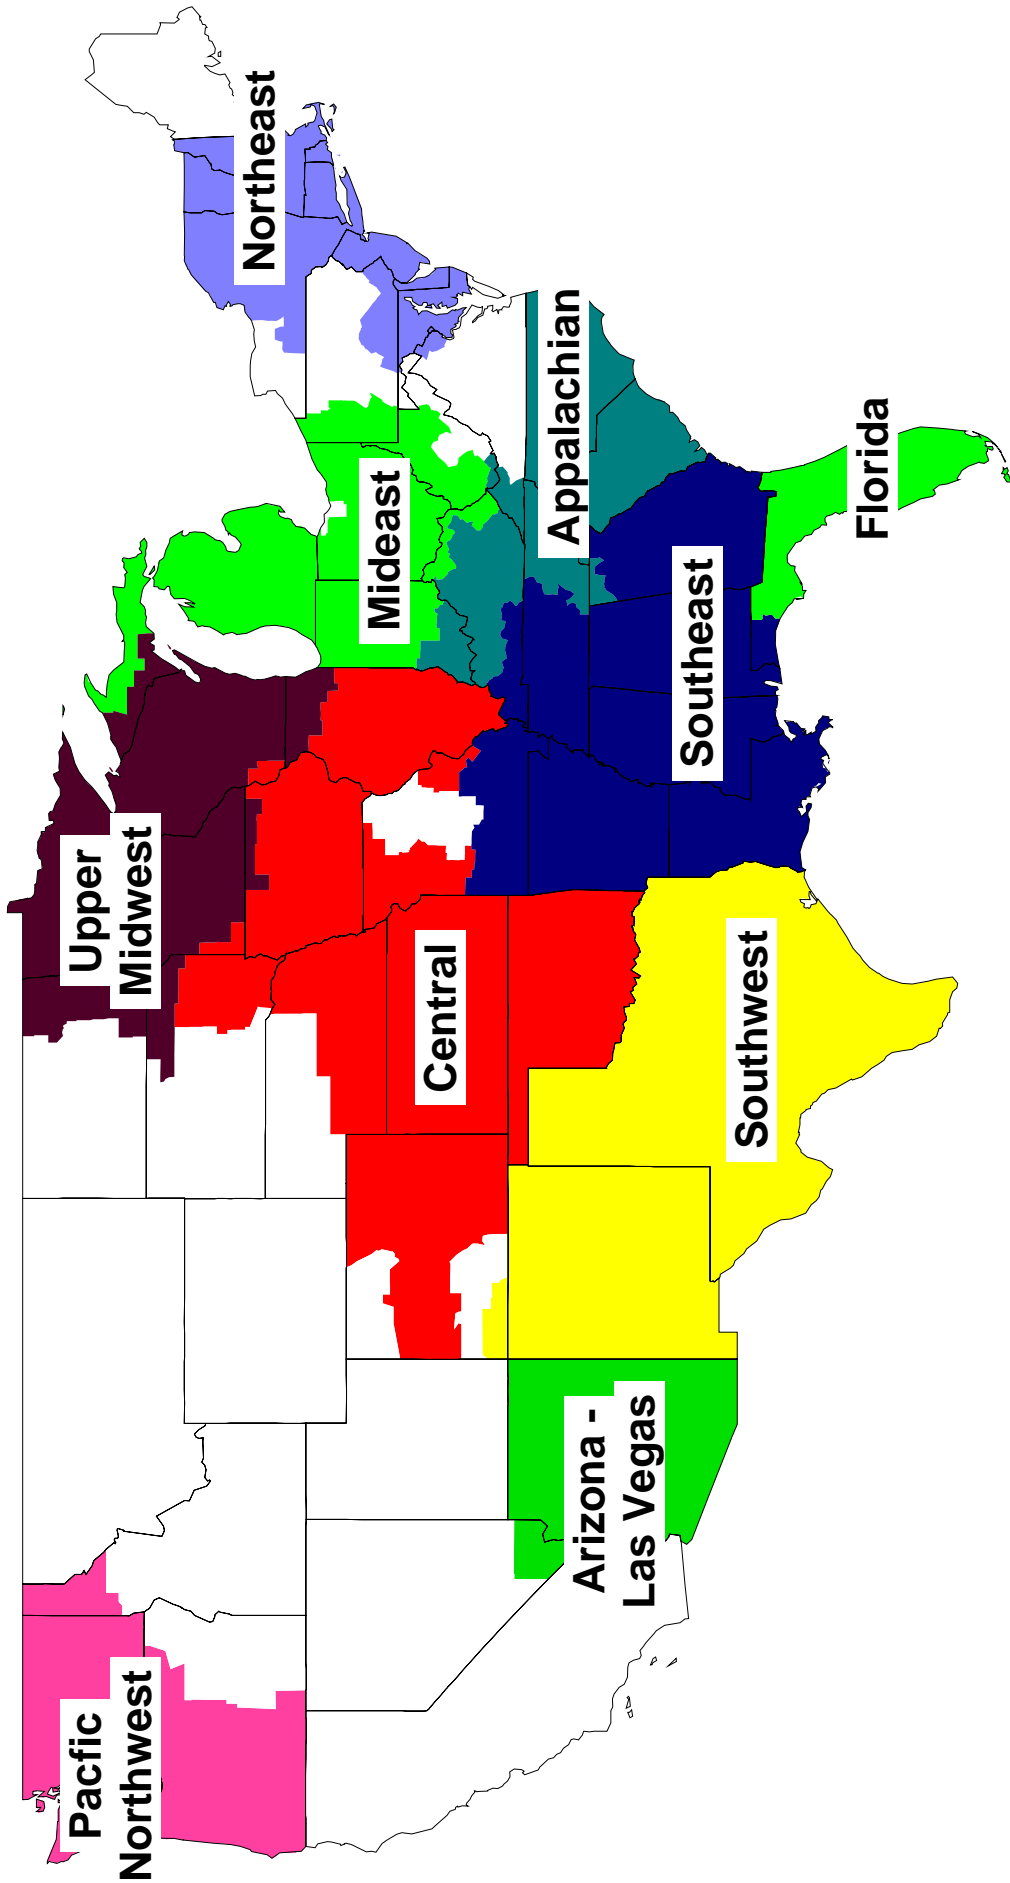 Pacfic
Northwest
Upper
Midwest
Northeast
Mideast
Central
Appalachian
Arizona -
Las Vegas
Southwest
Southeast
Florida